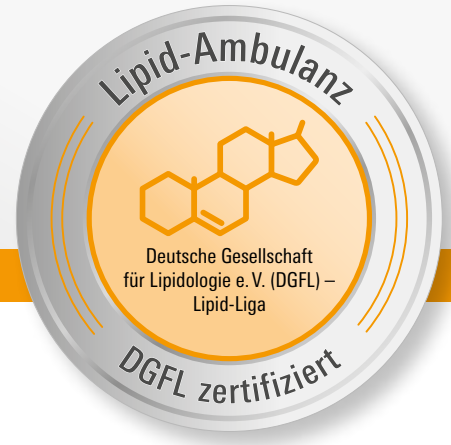 Lipid-Ambulanz
Deutsche Gesellschaft
für Lipidologie e. V. (DGFL) –
Lipid-Liga
DGFL zertifiziert